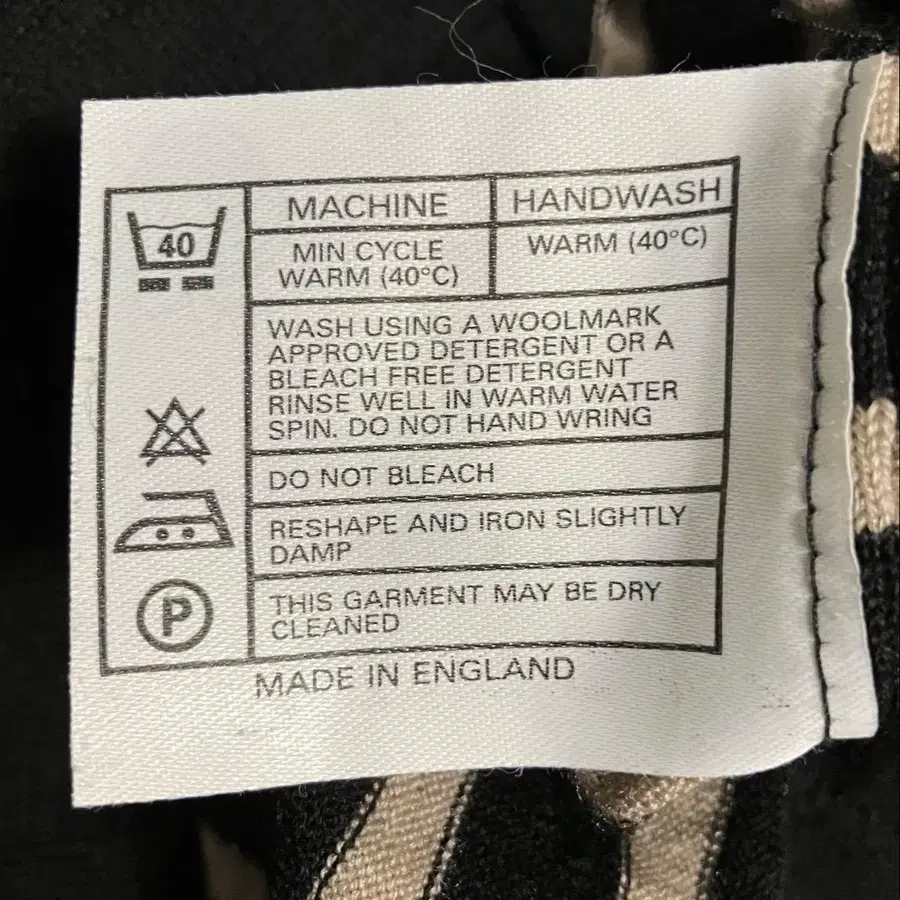 40
MACHINE
HANDWASH
MIN CYCLE
WARM (40°C)
WARM (40°C)
WASH USING A WOOLMARK
APPROVED DETERGENT OR A
BLEACH FREE DETERGENT
RINSE WELL IN WARM WATER
SPIN. DO NOT HAND WRING
DO NOT BLEACH
RESHAPE AND IRON SLIGHTLY
DAMP
P
THIS GARMENT MAY BE DRY
CLEANED
MADE IN ENGLAND